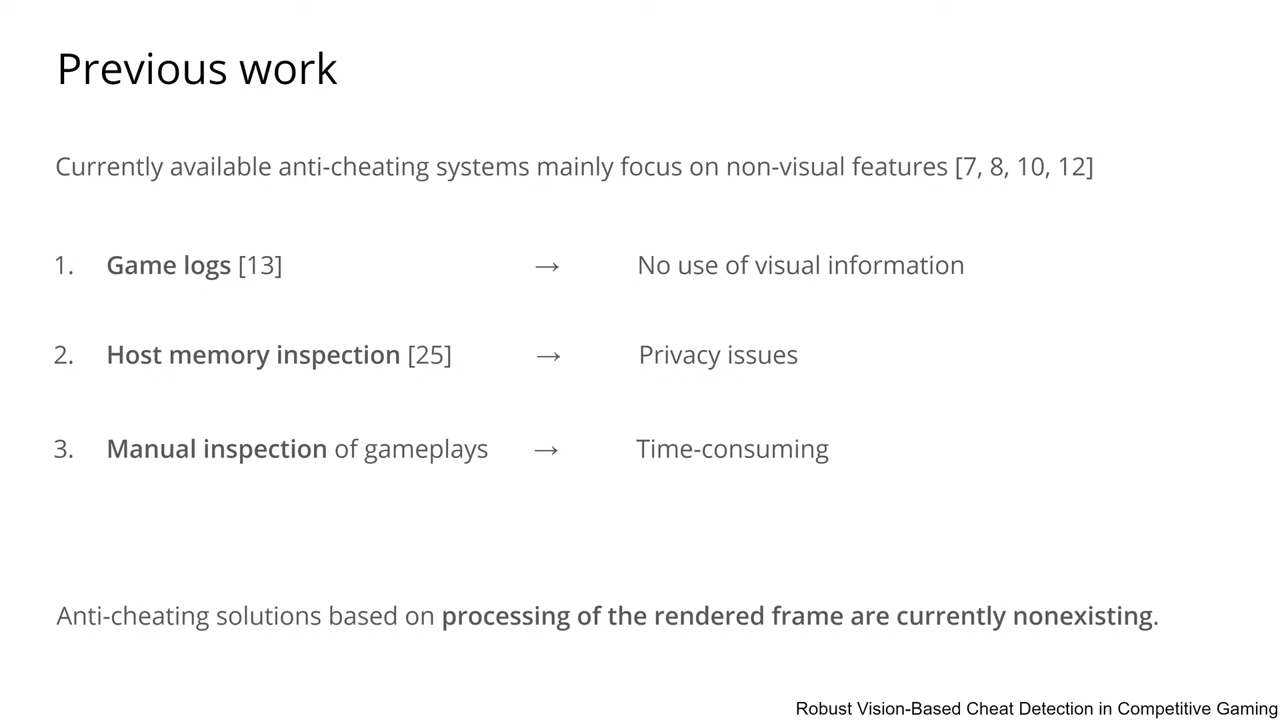 Previous work
Currently available anti-cheating systems mainly focus on non-visual features [7, 8, 10, 12]
1. Game logs [13] → No use of visual information
2. Host memory inspection [25] → Privacy issues
3. Manual inspection of gameplays → Time-consuming
Anti-cheating solutions based on processing of the rendered frame are currently nonexisting.
Robust Vision-Based Cheat Detection in Competitive Gaming